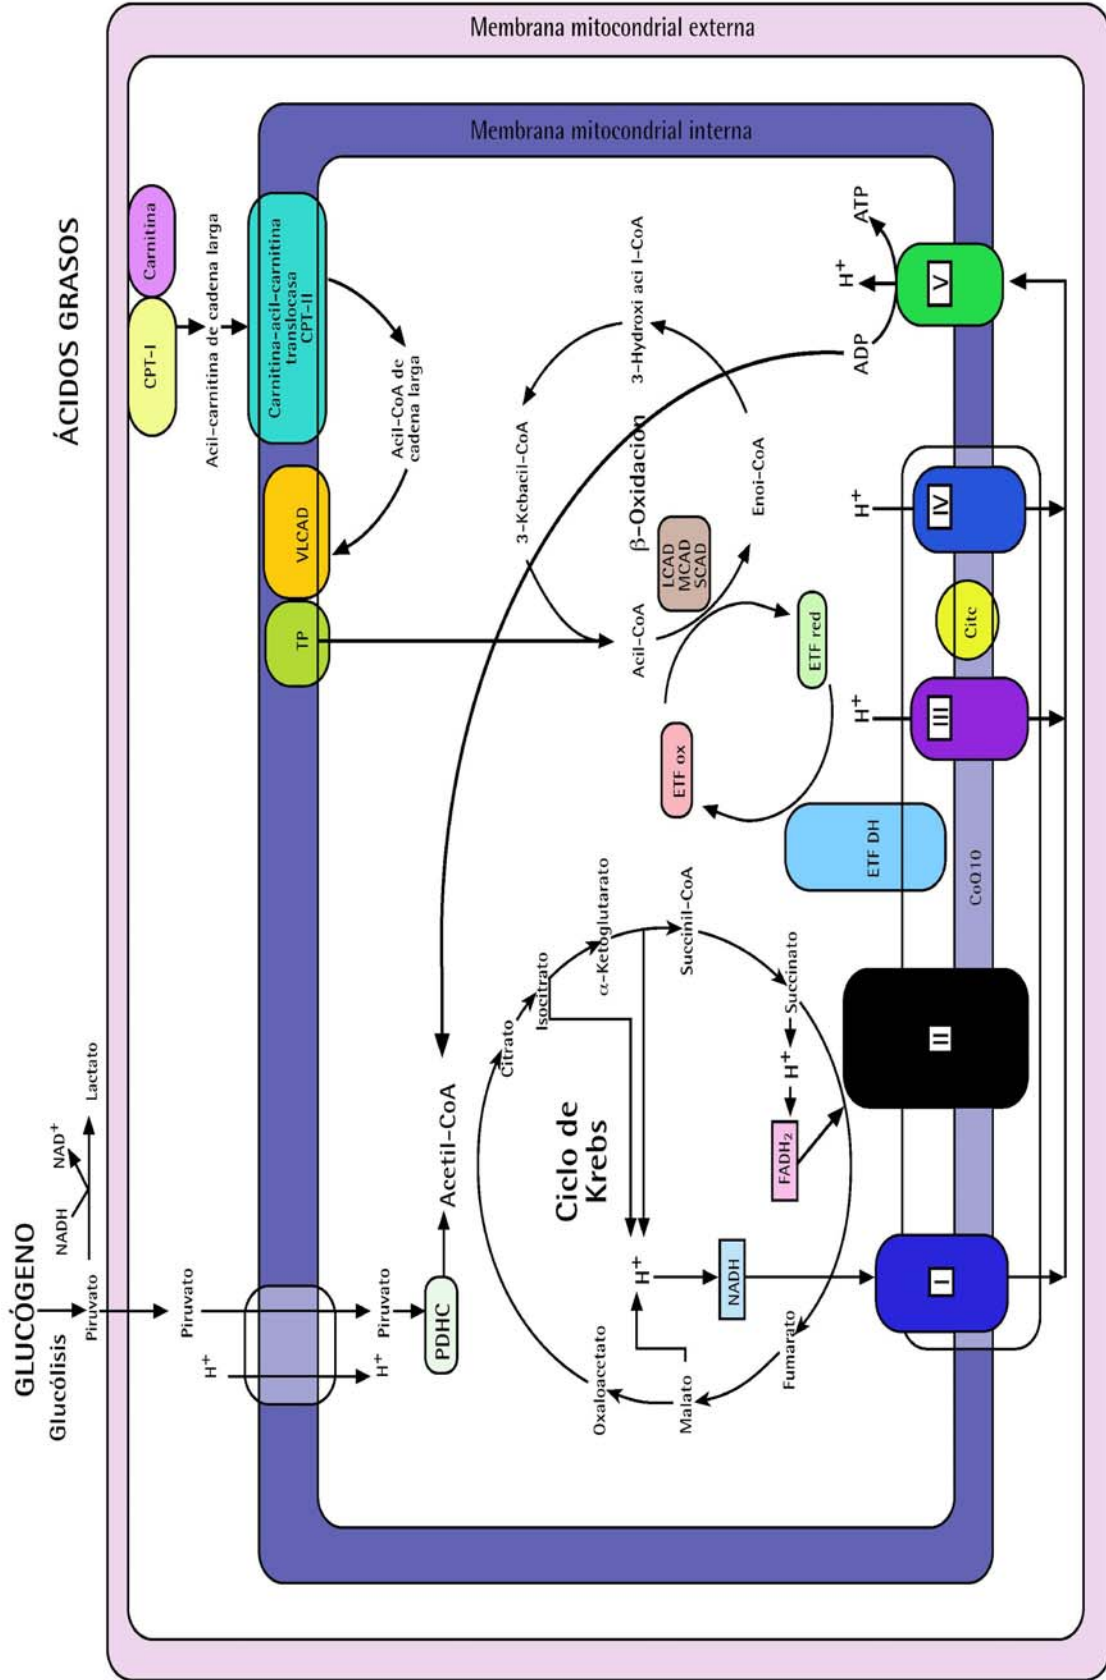 Membrana mitocondrial externa
Membrana mitocondrial interna
GLUCÓGENO
Glucólisis
Piruvato
NADH
NAD⁺
Lactato
ÁCIDOS GRASOS
CPT-I
Carnitina
Acil-carnitina de cadena larga
Carnitina-acil-carnitina
translocasa
CPT-II
VLCAD
TP
Acil-CoA de
cadena larga
H⁺
Piruvato
H⁺
Piruvato
PDHC
Acetil-CoA
Ciclo de
Krebs
Citrato
Isocitrato
α-Ketoglutarato
Succinil-CoA
Succinato
H⁺
FADH₂
Fumarato
Malato
Oxaloacetato
H⁺
NADH
β-Oxidación
3-Kcbacil-CoA
3-Hydroxi aci l-CoA
Enoi-CoA
Acil-CoA
LCAD
MCAD
SCAD
ETF ox
ETF red
ETF DH
CoQ10
H⁺
H⁺
ADP
H⁺
ATP
I
II
III
Citc
IV
V